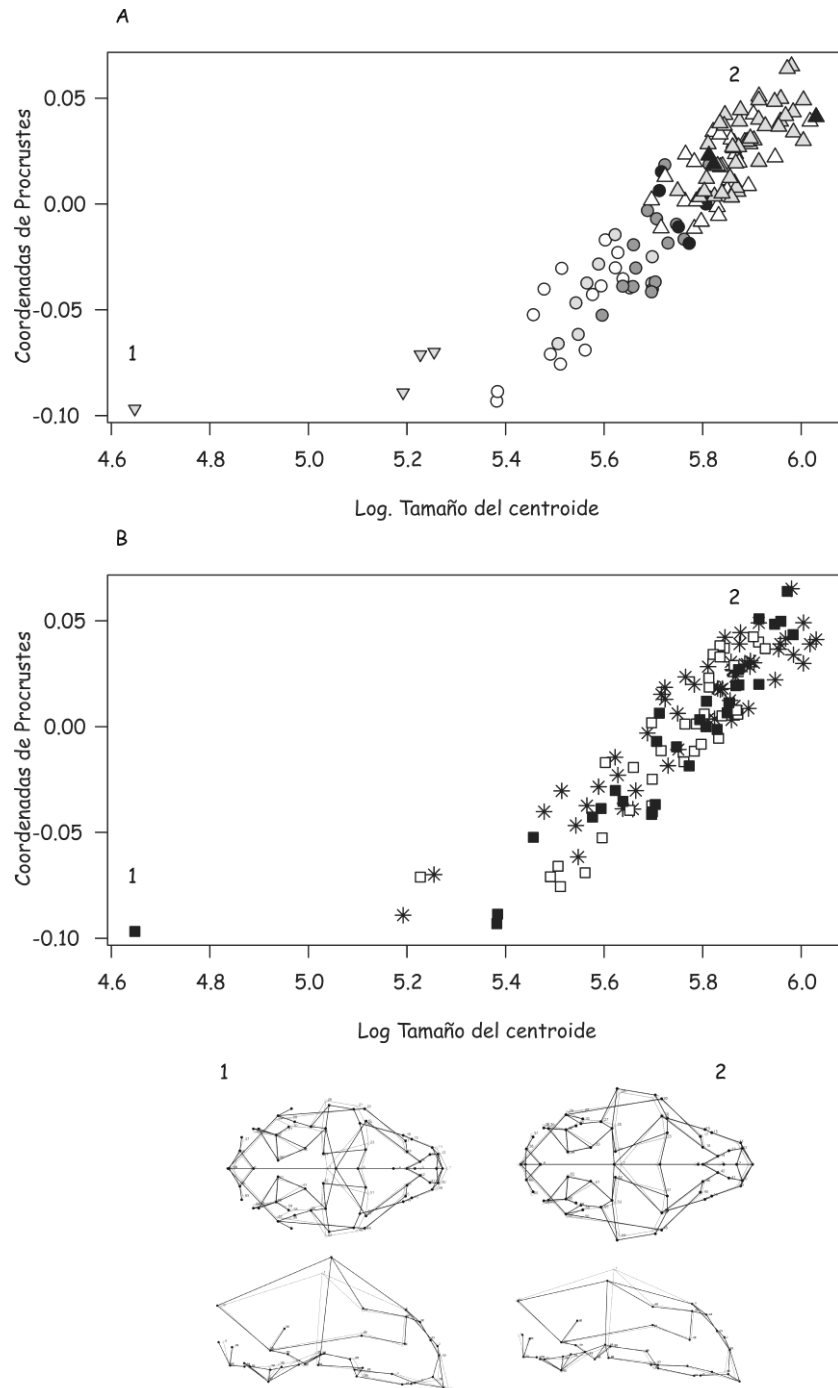 A
2
0.05
0.00
-0.05
1
-0.10
Coordenadas de Procrustes
4.6 4.8 5.0 5.2 5.4 5.6 5.8 6.0
Log. Tamaño del centroide
B
2
0.05
0.00
-0.05
1
-0.10
Coordenadas de Procrustes
4.6 4.8 5.0 5.2 5.4 5.6 5.8 6.0
Log Tamaño del centroide
1 2